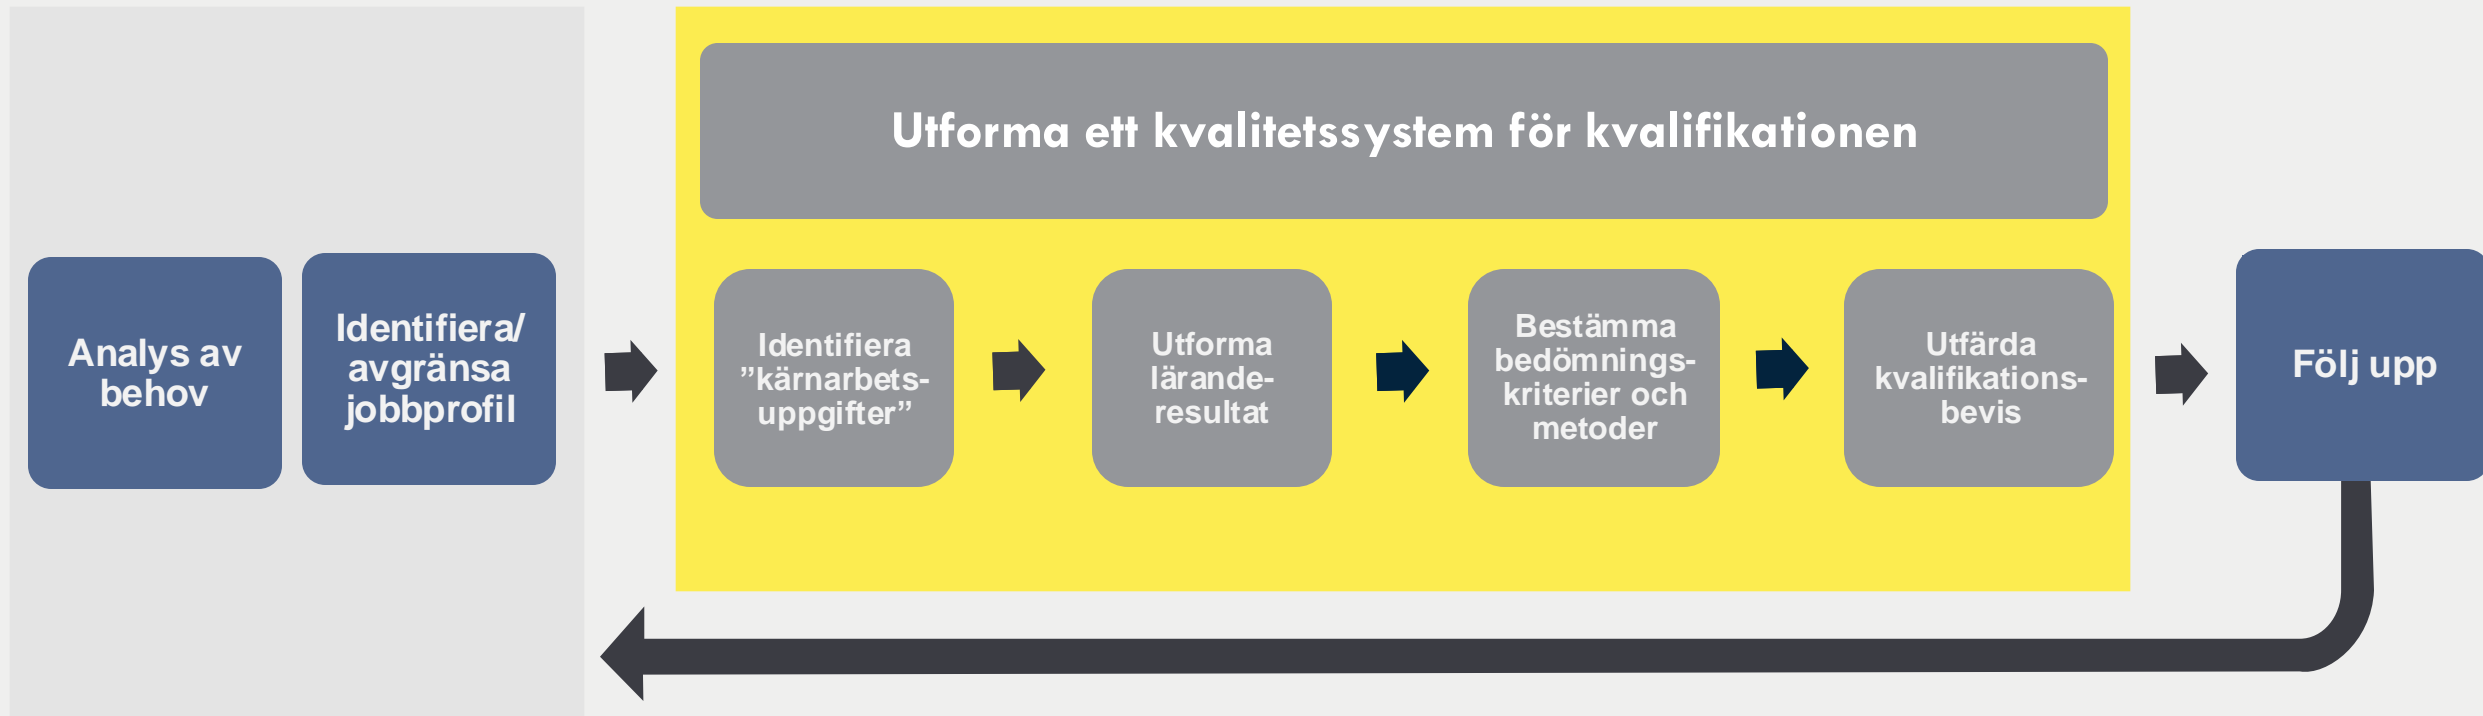 Utforma ett kvalitetssystem för kvalifikationen
Analys av
behov
Identifiera/
avgränsa
jobbprofil
Identifiera
”kärnarbets-
uppgifter”
Utforma
lärande-
resultat
Bestämma
bedömnings-
kriterier och
metoder
Utfärda
kvalifikations-
bevis
Följ upp